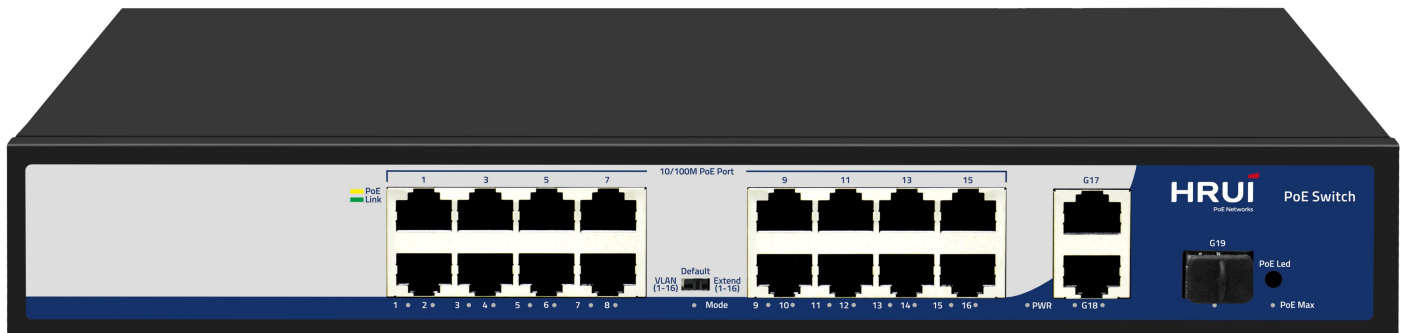 10/100M PoE Port
1 3 5 7
9 11 13 15
G17
PoE
Link
HRUI
PoE Networks
PoE Switch
G19
PoE Led
Default
VLAN
(1-16)
Extend
(1-16)
1 2 3 4 5 6 7 8
Mode
9 10 11 12 13 14 15 16
PWR
G18
PoE Max